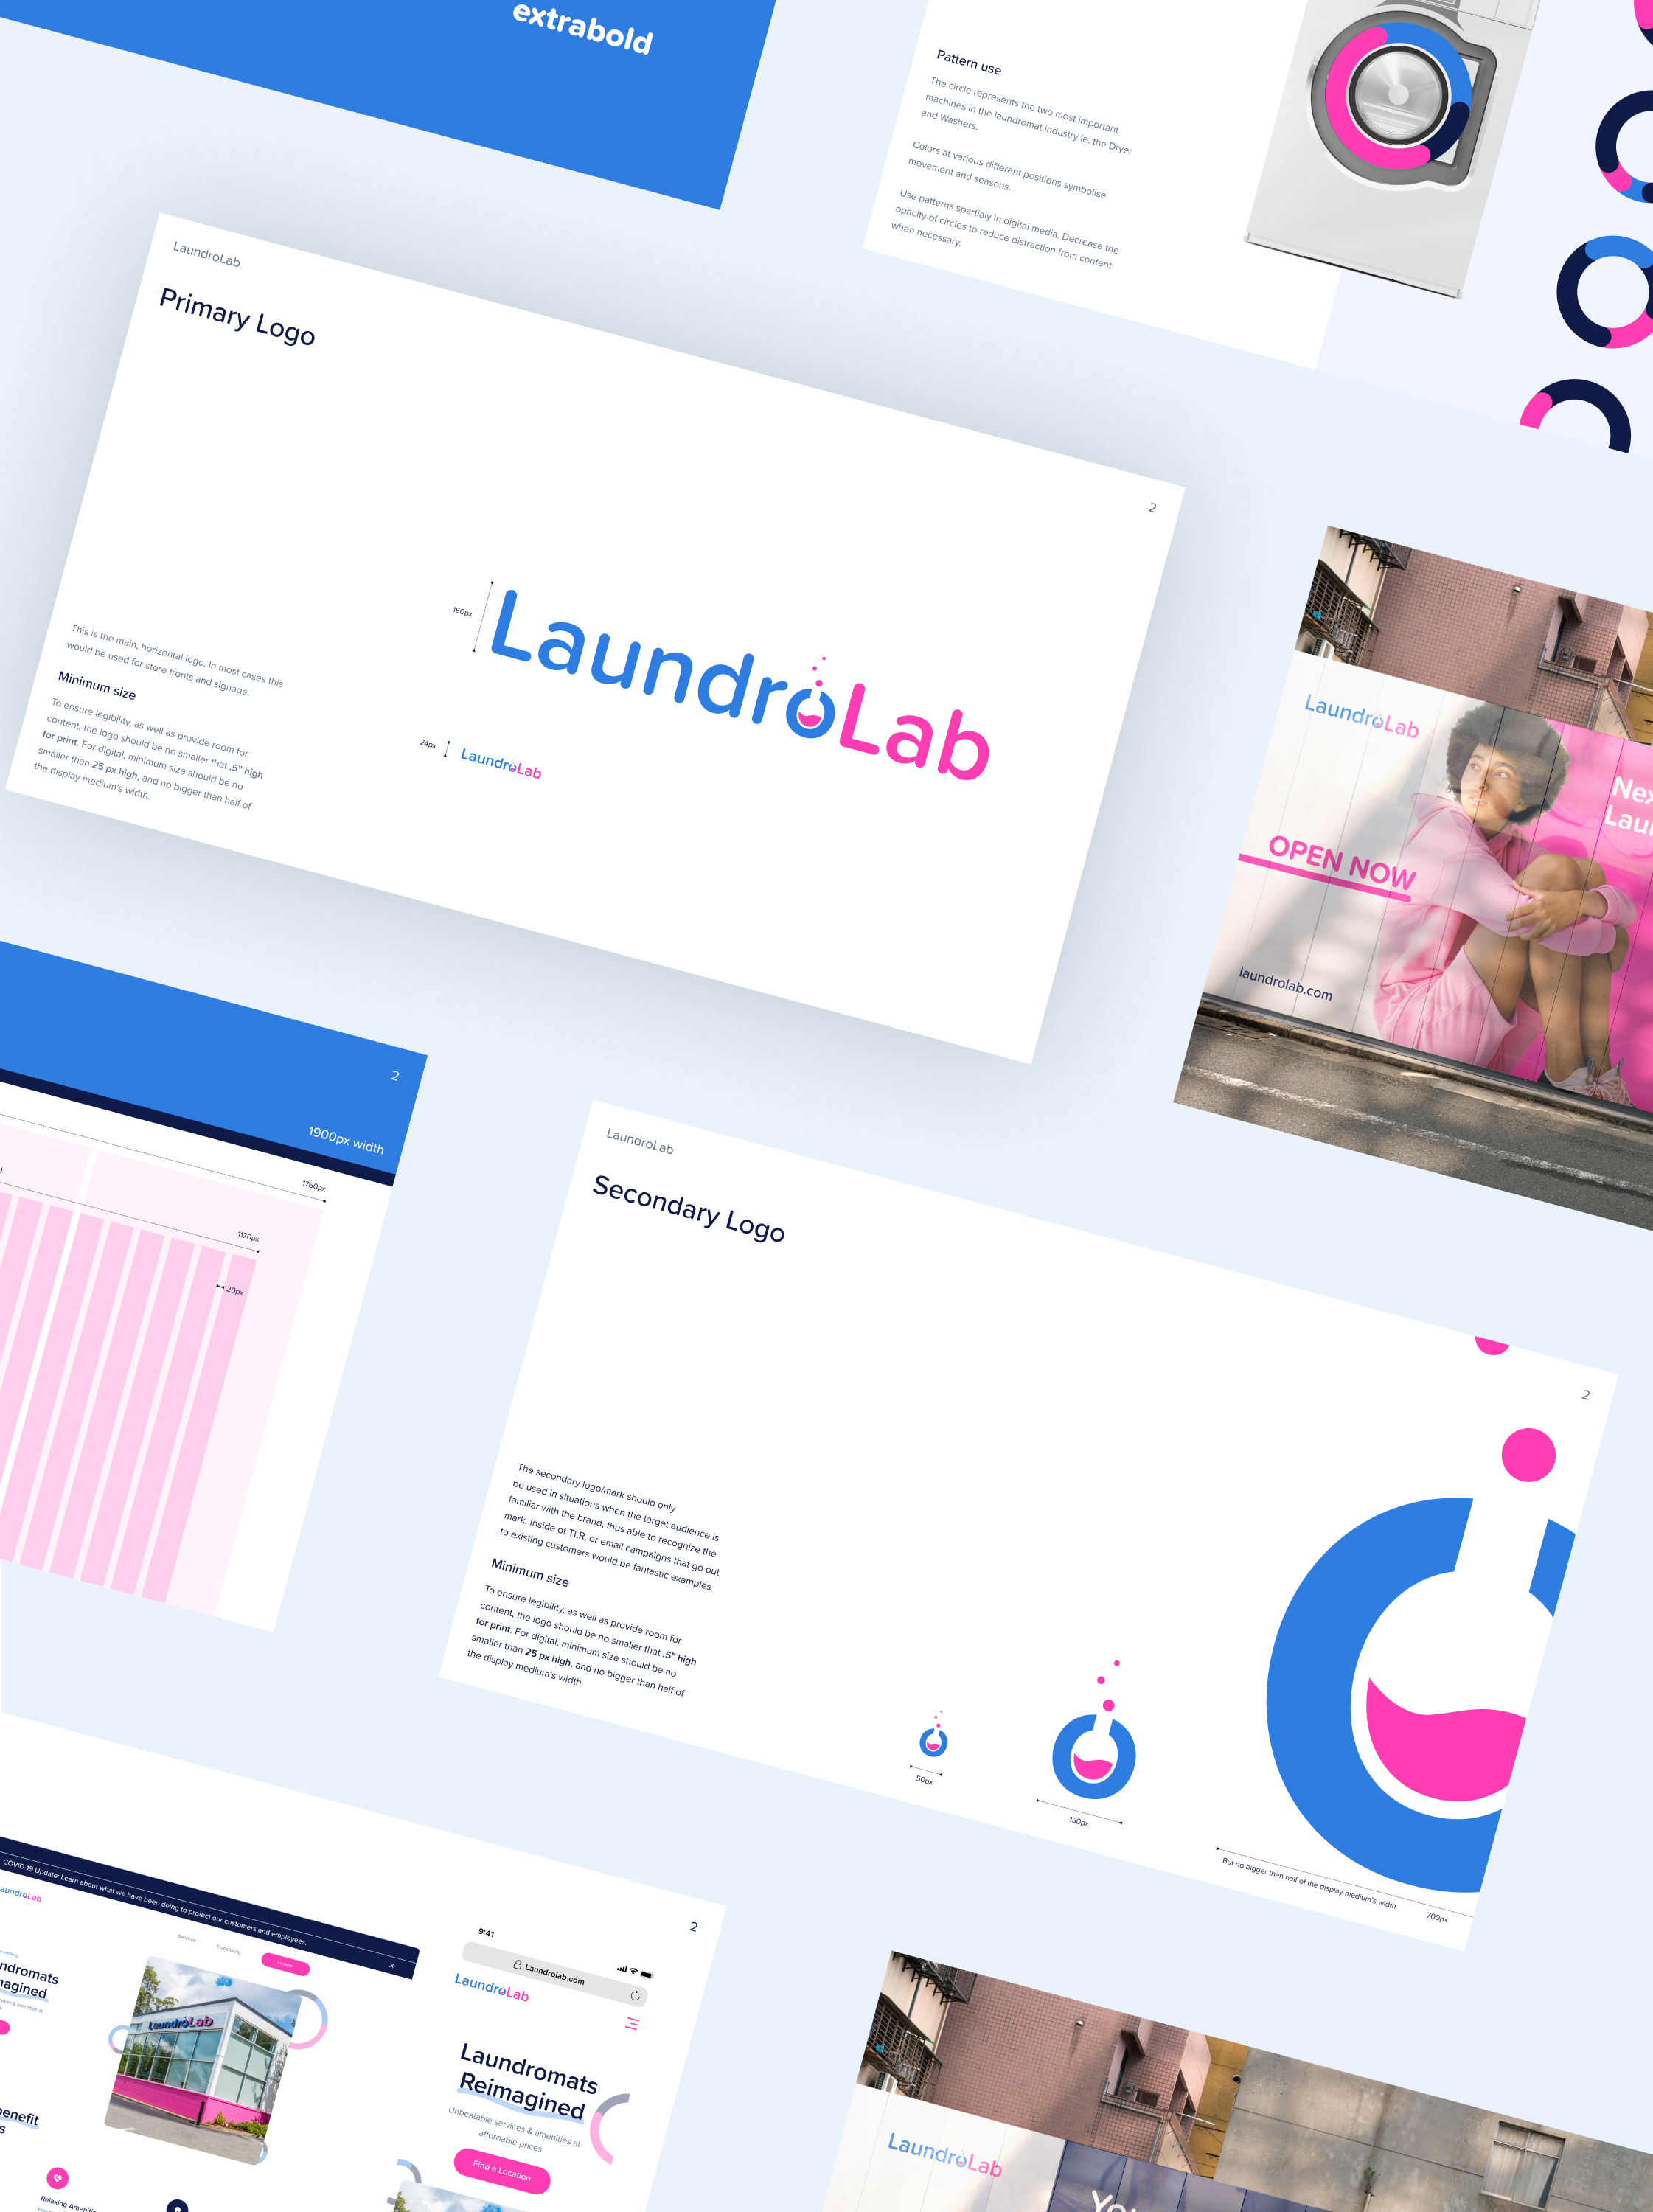 extrabold
Pattern use
The circle represents the two most important
machines in the laundromat industry ie: the Dryer
and Washers.
Colors at various different positions symbolise
movement and seasons.
Use patterns spartialy in digital media. Decrease the
opacity of circles to reduce distraction from content
when necessary.
LaundroLab
Primary Logo
2
150px
LaundroLab
24px
LaundroLab
This is the main, horizontal logo. In most cases this
would be used for store fronts and signage.
Minimum size
To ensure legibility, as well as provide room for
content, the logo should be no smaller that .5" high
for print. For digital, minimum size should be no
smaller than 25 px high, and no bigger than half of
the display medium's width.
LaundroLab
OPEN NOW
laundrolab.com
2
1900px width
1760px
1170px
20px
LaundroLab
Secondary Logo
2
The secondary logo/mark should only
be used in situations when the target audience is
familiar with the brand, thus able to recognize the
mark. Inside of TLR, or email campaigns that go out
to existing customers would be fantastic examples.
Minimum size
To ensure legibility, as well as provide room for
content, the logo should be no smaller that .5" high
for print. For digital, minimum size should be no
smaller than 25 px high, and no bigger than half of
the display medium's width.
50px
150px
But no bigger than half of the display medium's width
700px
COVID-19 Update: Learn about what we have been doing to protect our customers and employees.
Services
Franchising
Location
LaundroLab
2
9:41
Laundrolab.com
LaundroLab
Laundromats
Reimagined
Unbeatable services & amenities at
affordable prices
Find a Location
LaundroLab